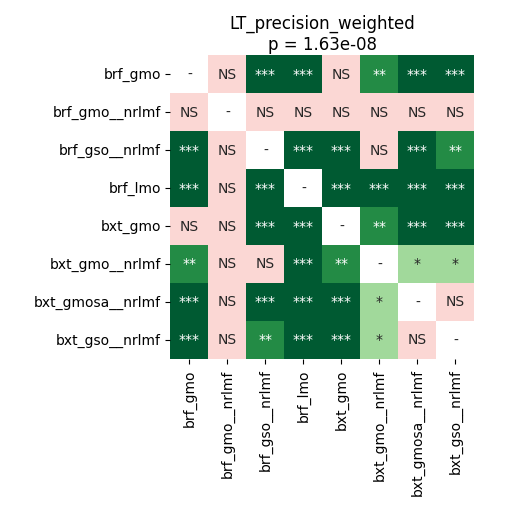 LT_precision_weighted
p = 1.63e-08
brf_gmo - NS *** *** NS ** *** ***
brf_gmo__nrlmf NS - NS NS NS NS NS NS
brf_gso__nrlmf *** NS - *** *** NS *** **
brf_lmo *** NS *** - *** *** *** ***
bxt_gmo NS NS *** *** - ** *** ***
bxt_gmo__nrlmf ** NS NS *** ** - * *
bxt_gmosa__nrlmf *** NS *** *** *** * - NS
bxt_gso__nrlmf *** NS ** *** *** * NS -
brf_gmo
brf_gmo__nrlmf
brf_gso__nrlmf
brf_lmo
bxt_gmo
bxt_gmo__nrlmf
bxt_gmosa__nrlmf
bxt_gso__nrlmf